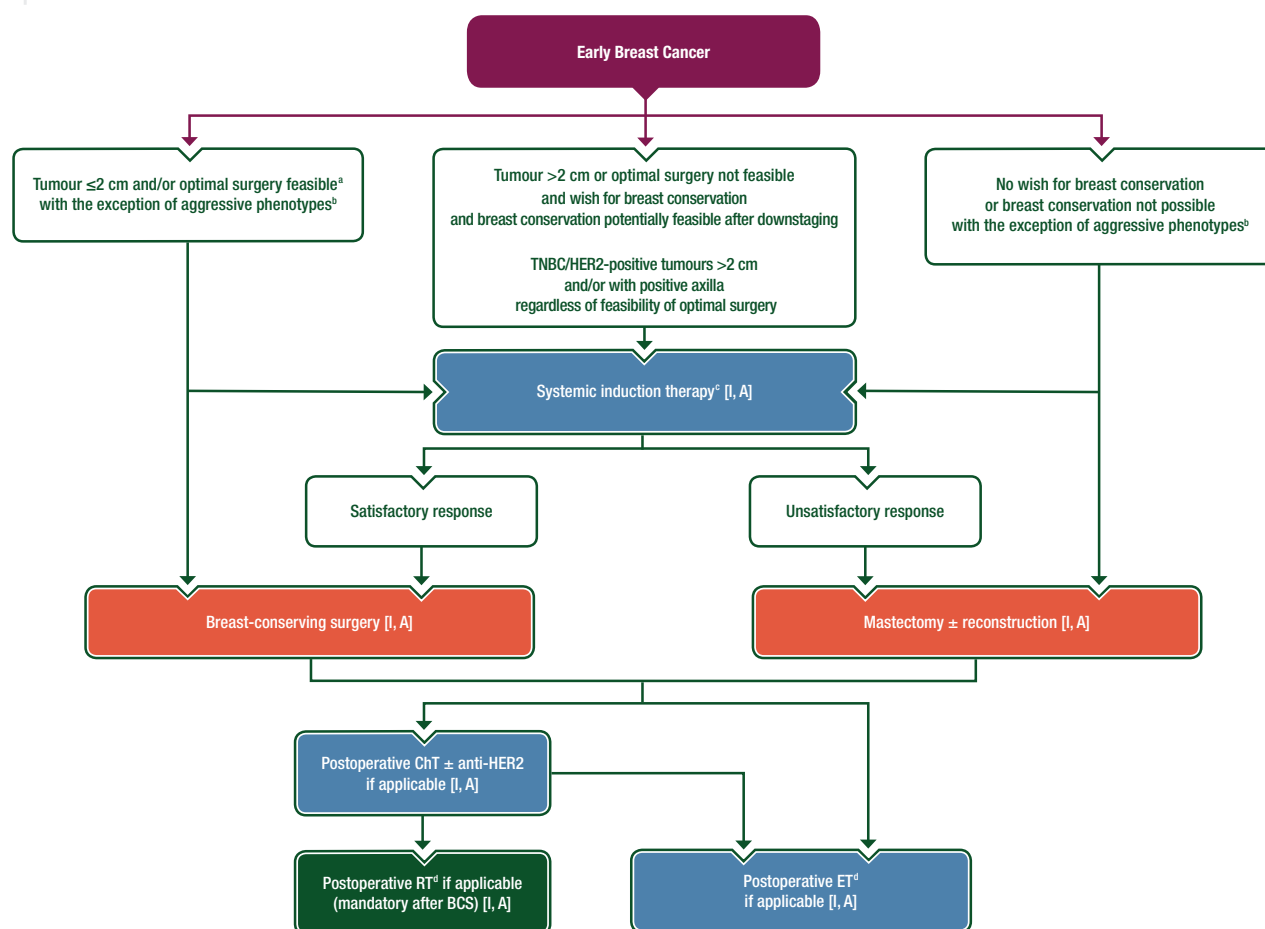 Early Breast Cancer
Tumour ≤2 cm and/or optimal surgery feasibleᵃ
with the exception of aggressive phenotypesᵇ
Tumour >2 cm or optimal surgery not feasible
and wish for breast conservation
and breast conservation potentially feasible after downstaging
TNBC/HER2-positive tumours >2 cm
and/or with positive axilla
regardless of feasibility of optimal surgery
No wish for breast conservation
or breast conservation not possible
with the exception of aggressive phenotypesᵇ
Systemic induction therapyᶜ [I, A]
Satisfactory response
Unsatisfactory response
Breast-conserving surgery [I, A]
Mastectomy ± reconstruction [I, A]
Postoperative ChT ± anti-HER2
if applicable [I, A]
Postoperative RTᵈ if applicable
(mandatory after BCS) [I, A]
Postoperative ETᵈ
if applicable [I, A]